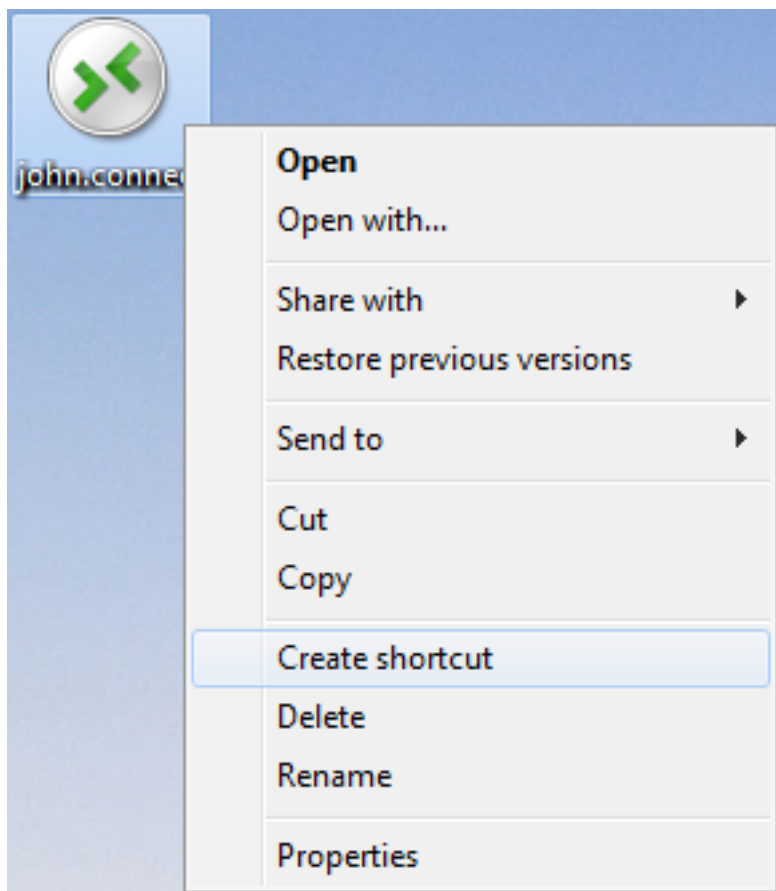 john.conne
Open
Open with...
Share with
Restore previous versions
Send to
Cut
Copy
Create shortcut
Delete
Rename
Properties